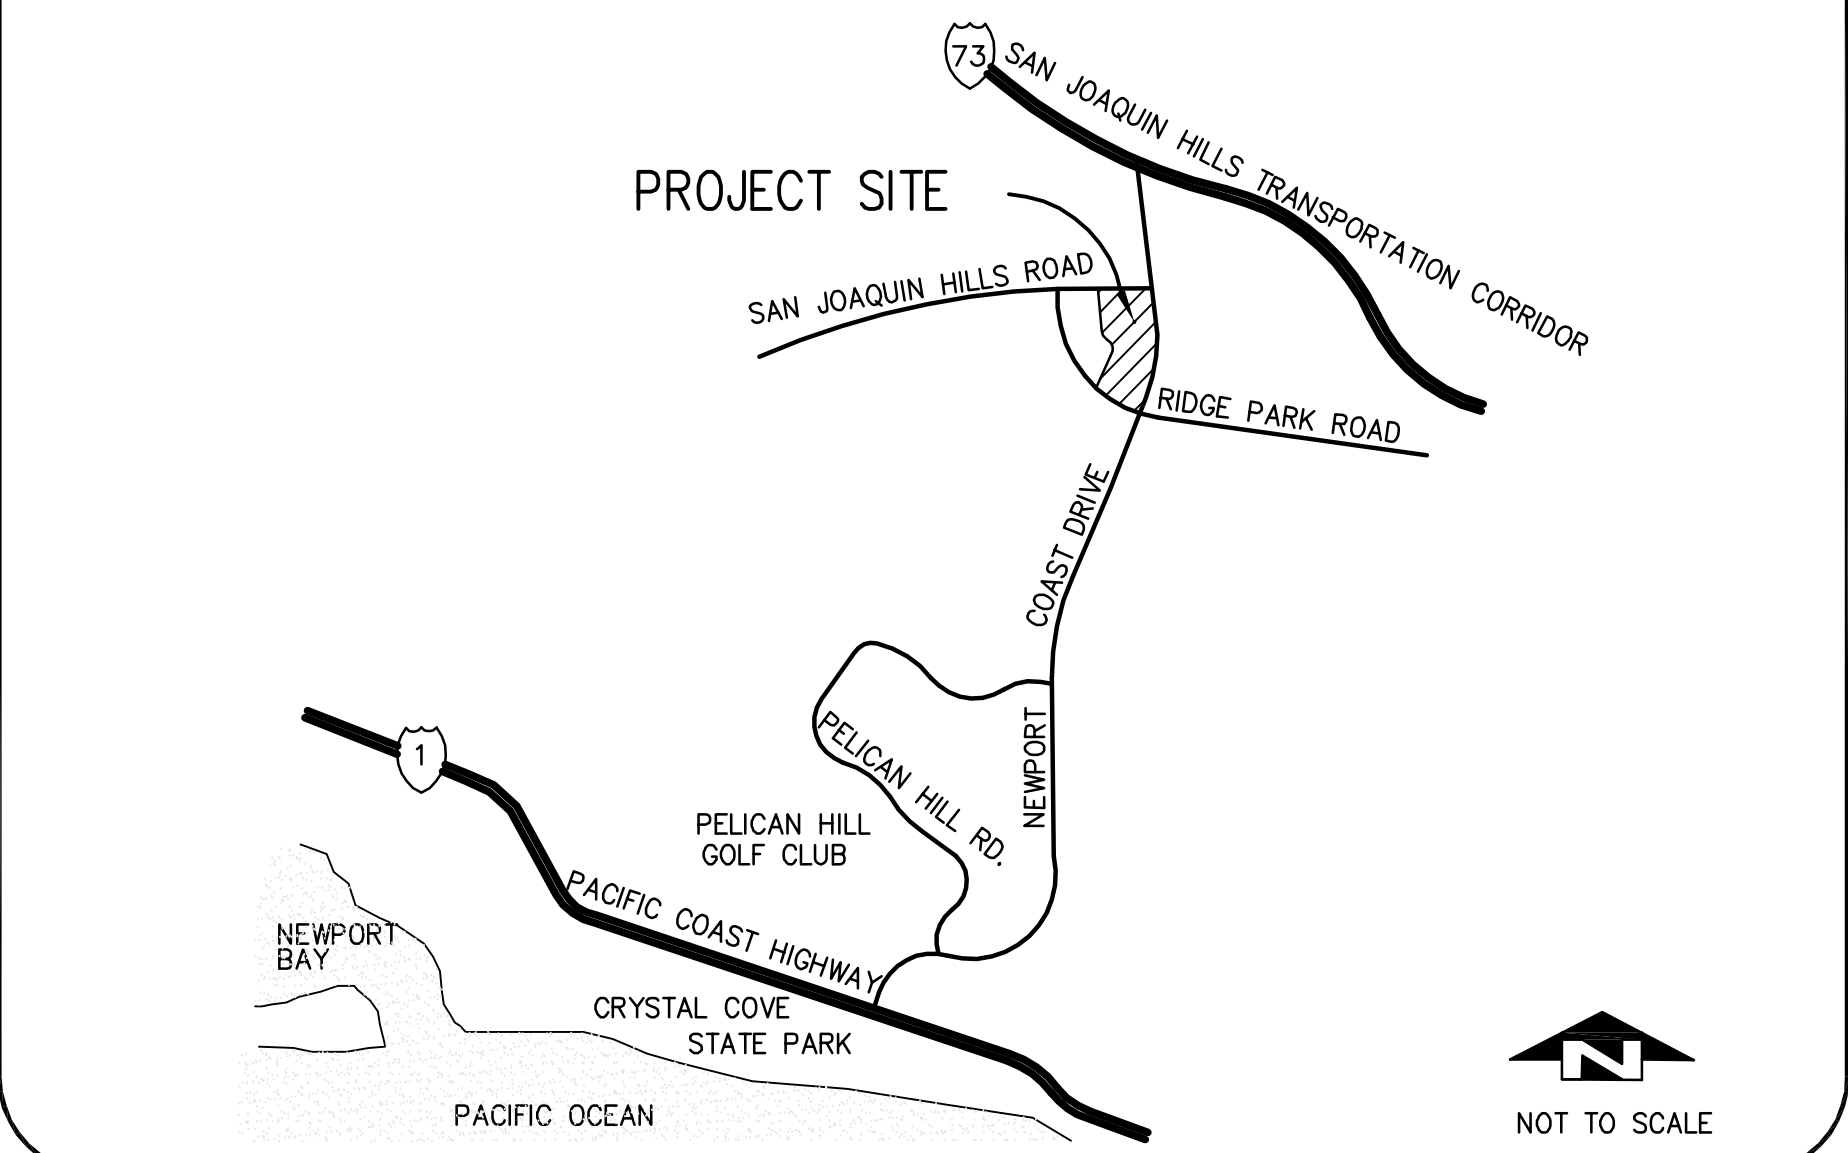 73
SAN JOAQUIN HILLS TRANSPORTATION CORRIDOR
PROJECT SITE
SAN JOAQUIN HILLS ROAD
RIDGE PARK ROAD
COAST DRIVE
NEWPORT
PELICAN HILL RD.
1
PELICAN HILL
GOLF CLUB
PACIFIC COAST HIGHWAY
NEWPORT
BAY
CRYSTAL COVE
STATE PARK
PACIFIC OCEAN
N
NOT TO SCALE